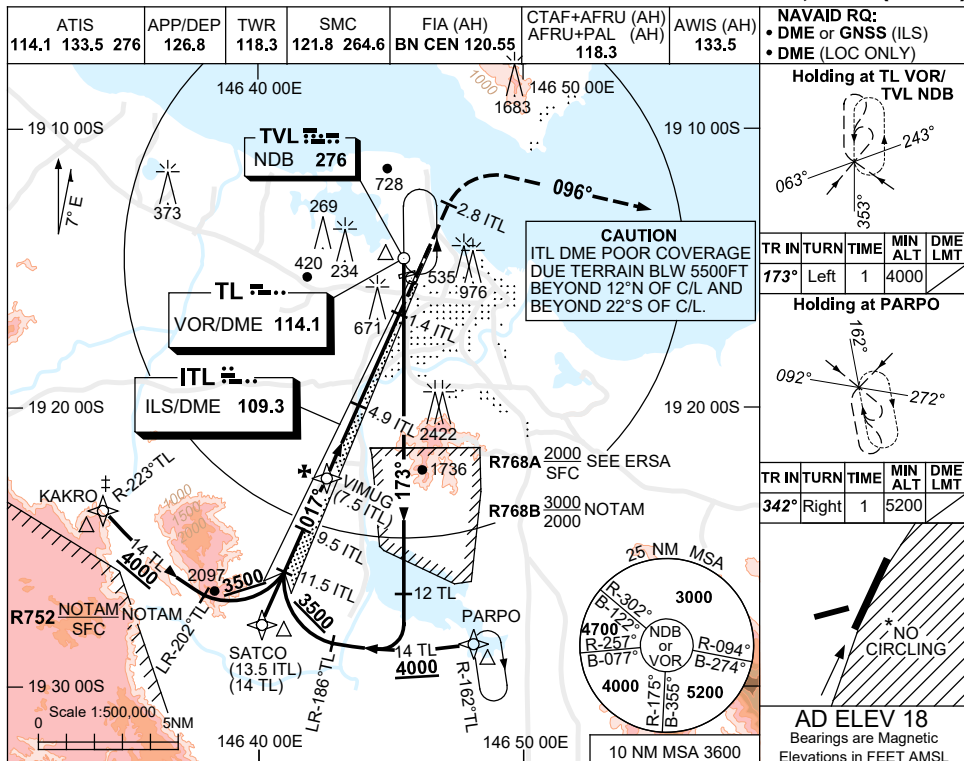 ATIS
114.1 133.5 276
APP/DEP
126.8
TWR
118.3
SMC
121.8 264.6
FIA (AH)
BN CEN 120.55
CTAF+AFRU (AH)
AFRU+PAL (AH)
118.3
AWIS (AH)
133.5
NAVAID RQ:
• DME or GNSS (ILS)
• DME (LOC ONLY)
146 40 00E
146 50 00E
1000
1683
19 10 00S
19 10 00S
7° E
TVL
NDB 276
373
728
269
234
420
096°
2.8 ITL
CAUTION
ITL DME POOR COVERAGE
DUE TERRAIN BLW 5500FT
BEYOND 12°N OF C/L AND
BEYOND 22°S OF C/L.
535
976
TL
VOR/DME 114.1
671
1.4 ITL
ITL
ILS/DME 109.3
19 20 00S
19 20 00S
4.9 ITL
2422
1736
R768A 2000
SFC SEE ERSA
R768B 3000
2000 NOTAM
173°
VIMUG
(7.5 ITL)
KAKRO
R-223°TL
1000
1500
2000
017°
9.5 ITL
14 TL
4000
2097
3500
11.5 ITL
3500
12 TL
R752 NOTAM
SFC NOTAM
LR-202°TL
SATCO
(13.5 ITL)
(14 TL)
LR-186°TL
14 TL
4000
PARPO
R-162°TL
19 30 00S
0 Scale 1:500,000 5NM
146 40 00E
146 50 00E
25 NM MSA
3000
R-302°
B-122°
4700
R-257°
B-077°
NDB
or
VOR
R-094°
B-274°
4000
R-175°
B-355°
5200
10 NM MSA 3600
Holding at TL VOR/
TVL NDB
243°
063°
353°
TR IN TURN TIME MIN ALT DME LMT
173° Left 1 4000
Holding at PARPO
162°
092°
272°
TR IN TURN TIME MIN ALT DME LMT
342° Right 1 5200
*NO
CIRCLING
AD ELEV 18
Bearings are Magnetic
Elevations in FEET AMSL